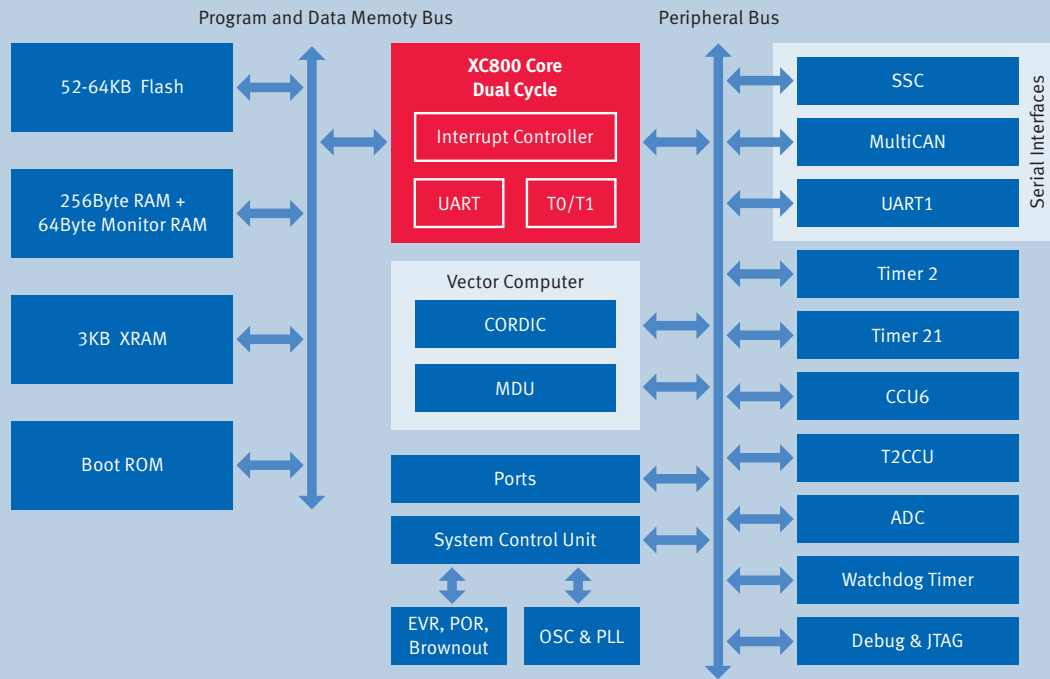 Program and Data Memoty Bus
Peripheral Bus
52-64KB Flash
256Byte RAM +
64Byte Monitor RAM
3KB XRAM
Boot ROM
XC800 Core
Dual Cycle
Interrupt Controller
UART
T0/T1
Vector Computer
CORDIC
MDU
Ports
System Control Unit
EVR, POR,
Brownout
OSC & PLL
SSC
MultiCAN
UART1
Serial Interfaces
Timer 2
Timer 21
CCU6
T2CCU
ADC
Watchdog Timer
Debug & JTAG